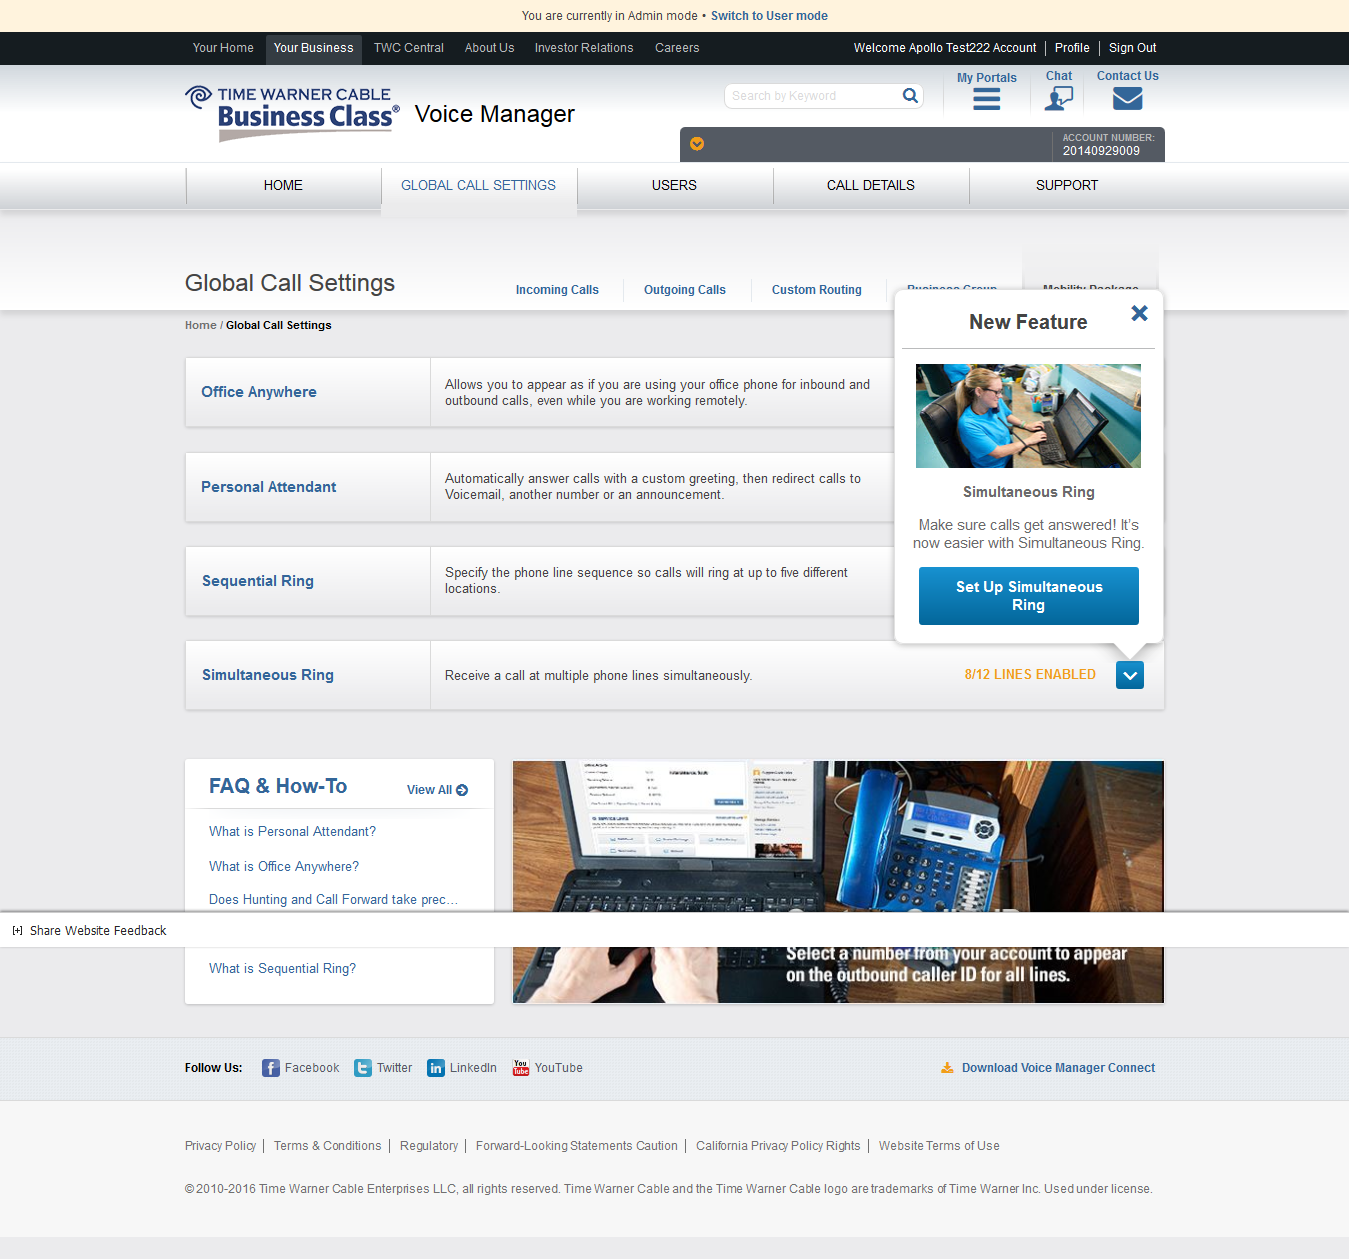 You are currently in Admin mode • Switch to User mode
Your Home Your Business TWC Central About Us Investor Relations Careers Welcome Apollo Test222 Account Profile Sign Out
TIME WARNER CABLE
Business Class®
Voice Manager
Search by Keyword
My Portals
Chat
Contact Us
ACCOUNT NUMBER:
20140929009
HOME GLOBAL CALL SETTINGS USERS CALL DETAILS SUPPORT
Global Call Settings
Incoming Calls Outgoing Calls Custom Routing Business Group Mobility Package
Home / Global Call Settings
New Feature
Simultaneous Ring
Make sure calls get answered! It's
now easier with Simultaneous Ring.
Set Up Simultaneous
Ring
Office Anywhere
Allows you to appear as if you are using your office phone for inbound and
outbound calls, even while you are working remotely.
Personal Attendant
Automatically answer calls with a custom greeting, then redirect calls to
Voicemail, another number or an announcement.
Sequential Ring
Specify the phone line sequence so calls will ring at up to five different
locations.
Simultaneous Ring
Receive a call at multiple phone lines simultaneously.
8/12 LINES ENABLED
FAQ & How-To
View All
What is Personal Attendant?
What is Office Anywhere?
Does Hunting and Call Forward take prec...
Share Website Feedback
What is Sequential Ring?
Select a number from your account to appear
on the outbound caller ID for all lines.
Follow Us: Facebook Twitter LinkedIn You Tube YouTube
Download Voice Manager Connect
Privacy Policy Terms & Conditions Regulatory Forward-Looking Statements Caution California Privacy Policy Rights Website Terms of Use
© 2010-2016 Time Warner Cable Enterprises LLC, all rights reserved. Time Warner Cable and the Time Warner Cable logo are trademarks of Time Warner Inc. Used under license.